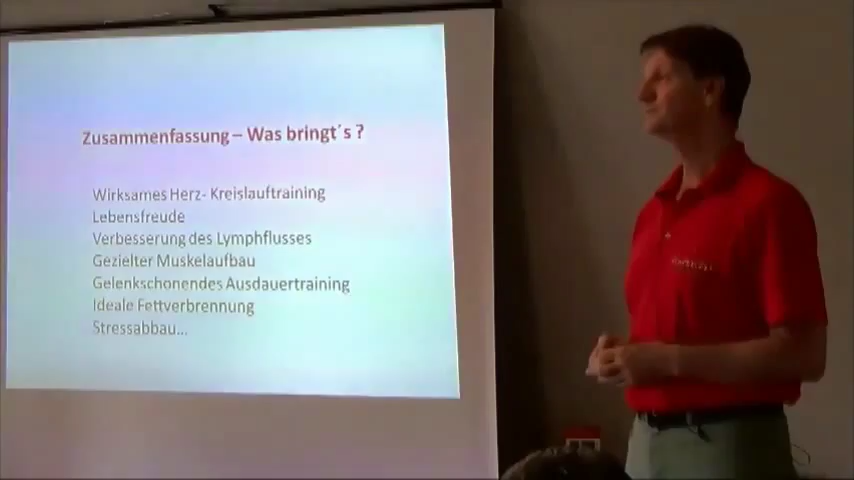 Zusammenfassung – Was bringt´s ?
Wirksames Herz- Kreislauftraining
Lebensfreude
Verbesserung des Lymphflusses
Gezielter Muskelaufbau
Gelenkschonendes Ausdauertraining
Ideale Fettverbrennung
Stressabbau...